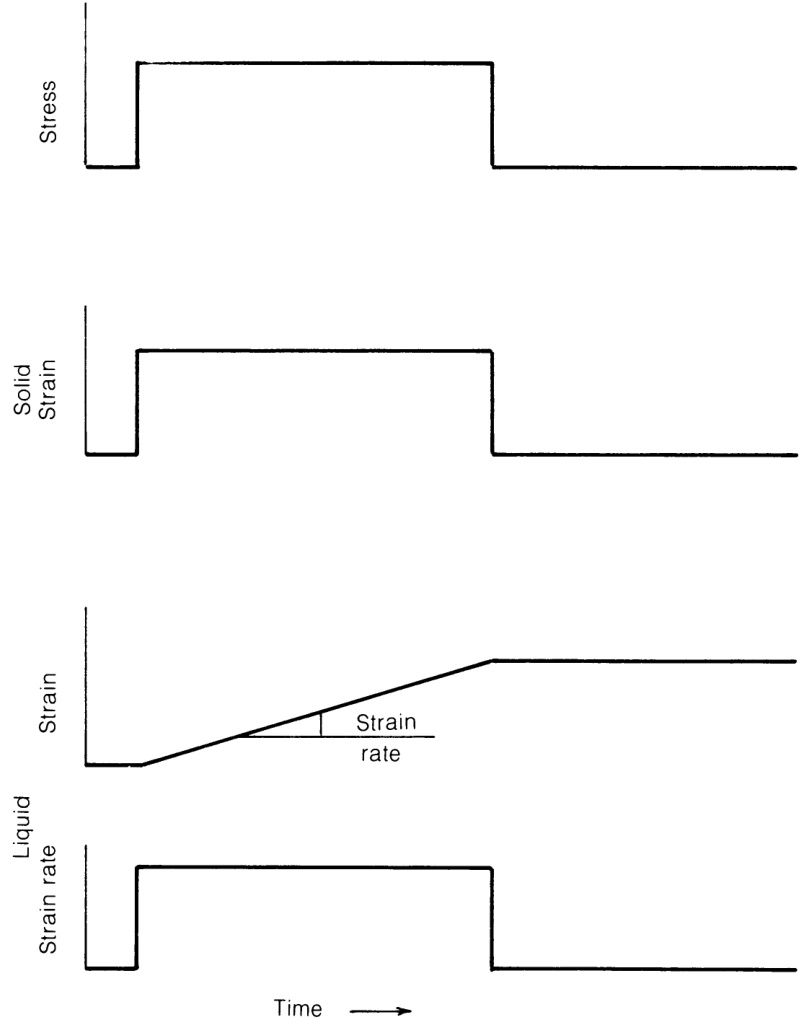 Stress
Solid
Strain
Strain
Strain
rate
Liquid
Strain rate
Time